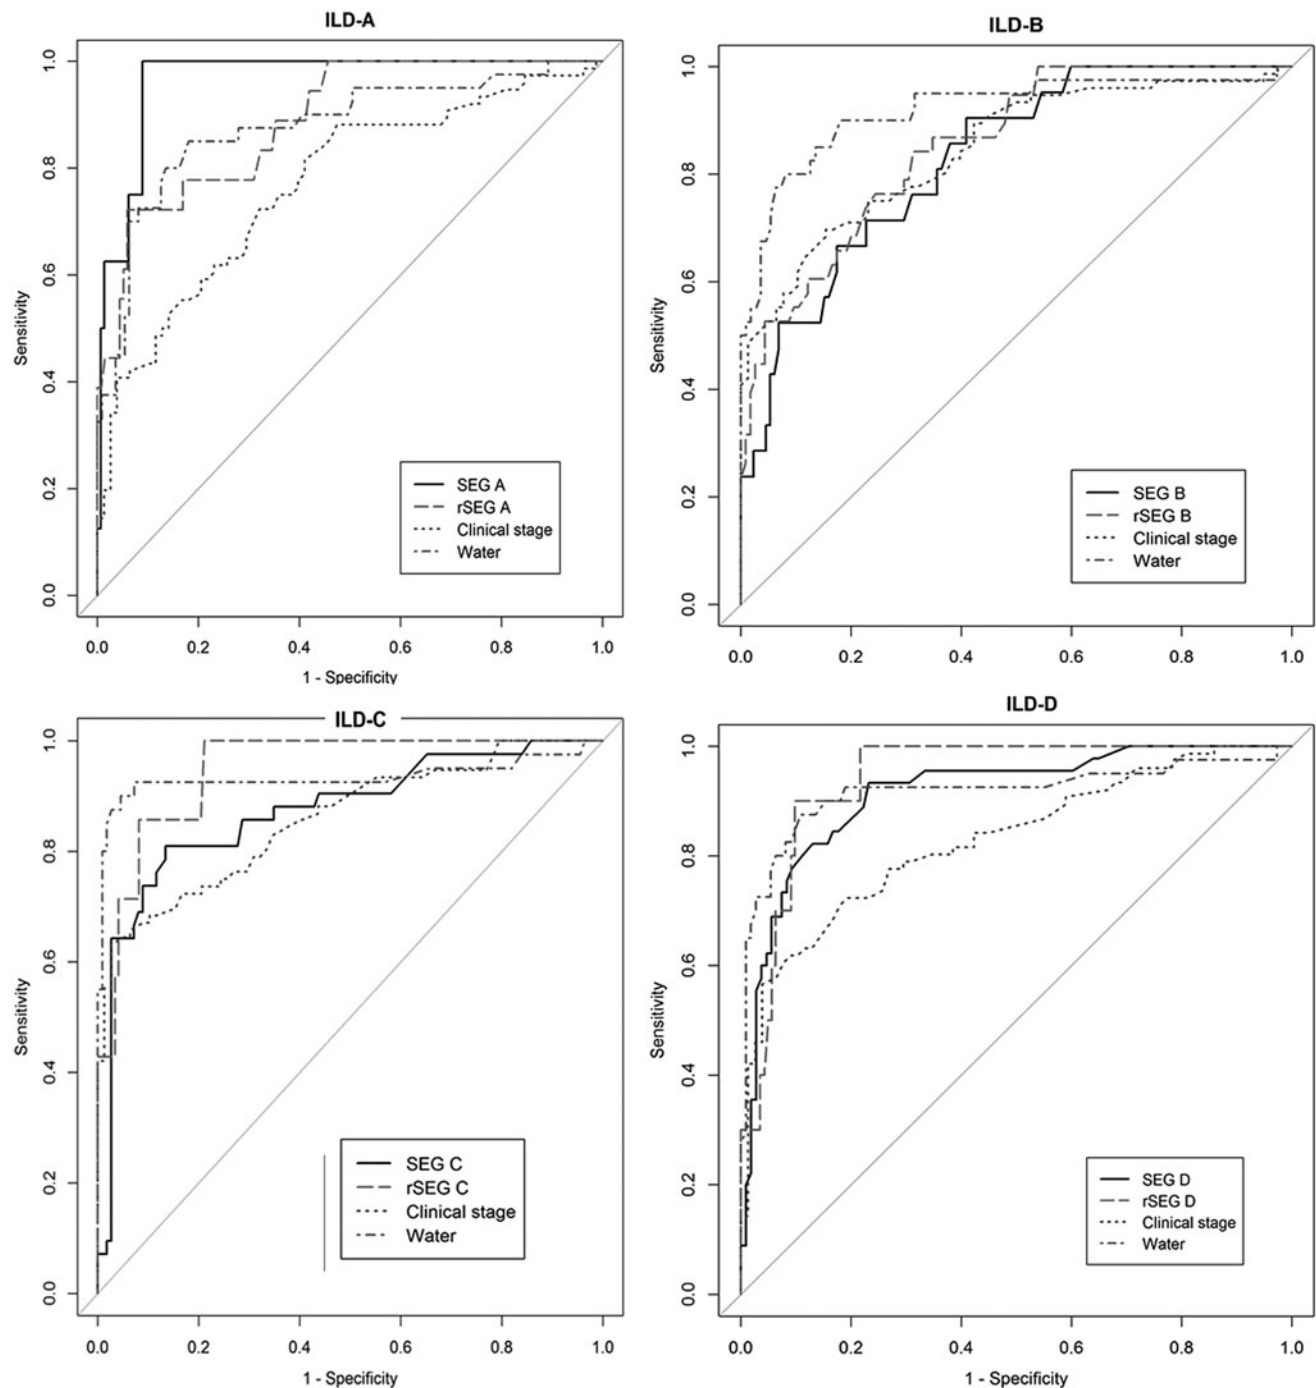 ILD-A
1.0
0.8
0.6
0.4
0.2
0.0
Sensitivity
SEG A
rSEG A
Clinical stage
Water
0.0 0.2 0.4 0.6 0.8 1.0
1 - Specificity
ILD-B
1.0
0.8
0.6
0.4
0.2
0.0
Sensitivity
SEG B
rSEG B
Clinical stage
Water
0.0 0.2 0.4 0.6 0.8 1.0
ILD-C
1.0
0.8
0.6
0.4
0.2
0.0
Sensitivity
SEG C
rSEG C
Clinical stage
Water
0.0 0.2 0.4 0.6 0.8 1.0
1 - Specificity
ILD-D
1.0
0.8
0.6
0.4
0.2
0.0
Sensitivity
SEG D
rSEG D
Clinical stage
Water
0.0 0.2 0.4 0.6 0.8 1.0
1 - Specificity